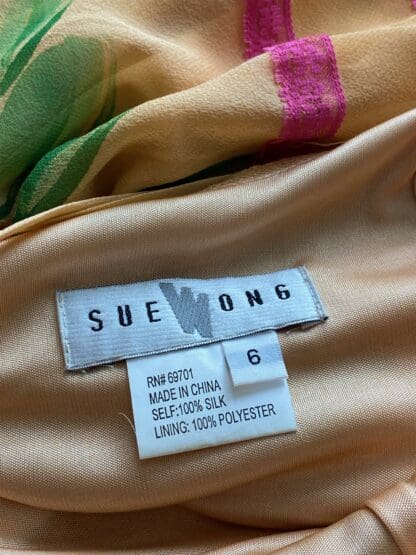 SUE WONG
6
RN# 69701
MADE IN CHINA
SELF:100% SILK
LINING: 100% POLYESTER